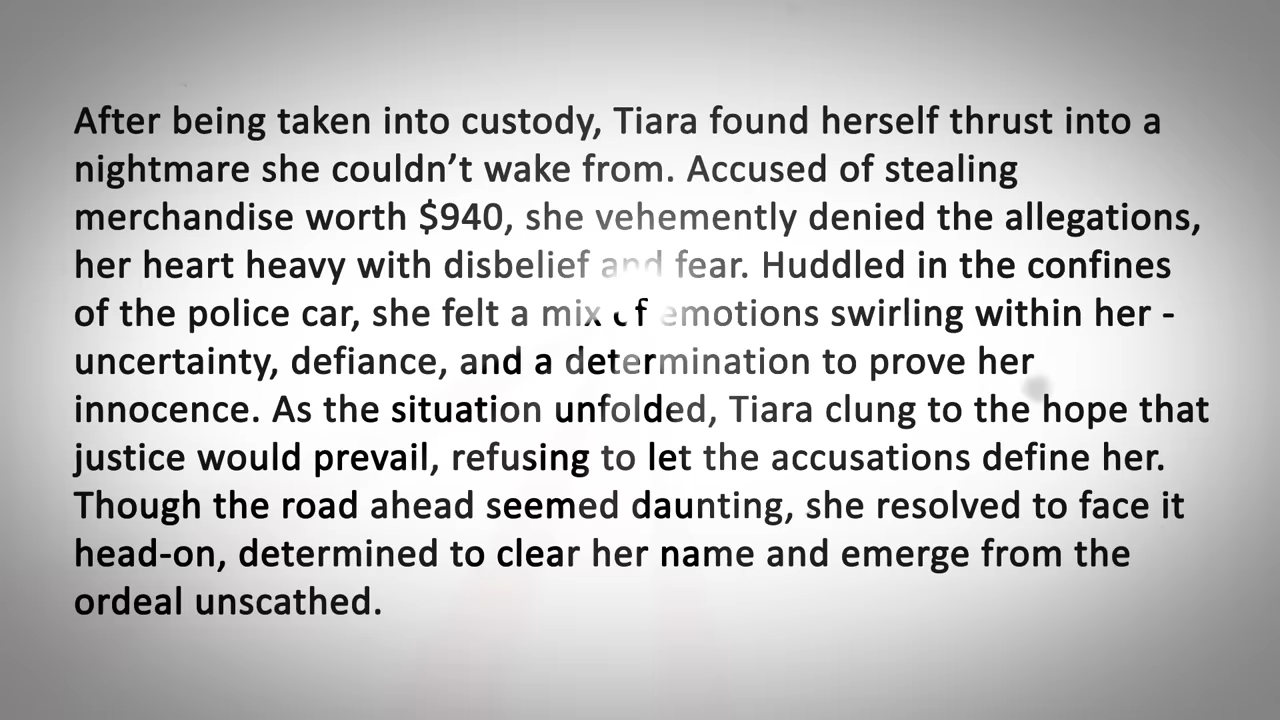 After being taken into custody, Tiara found herself thrust into a
nightmare she couldn’t wake from. Accused of stealing
merchandise worth $940, she vehemently denied the allegations,
her heart heavy with disbelief and fear. Huddled in the confines
of the police car, she felt a mix of emotions swirling within her -
uncertainty, defiance, and a determination to prove her
innocence. As the situation unfolded, Tiara clung to the hope that
justice would prevail, refusing to let the accusations define her.
Though the road ahead seemed daunting, she resolved to face it
head-on, determined to clear her name and emerge from the
ordeal unscathed.